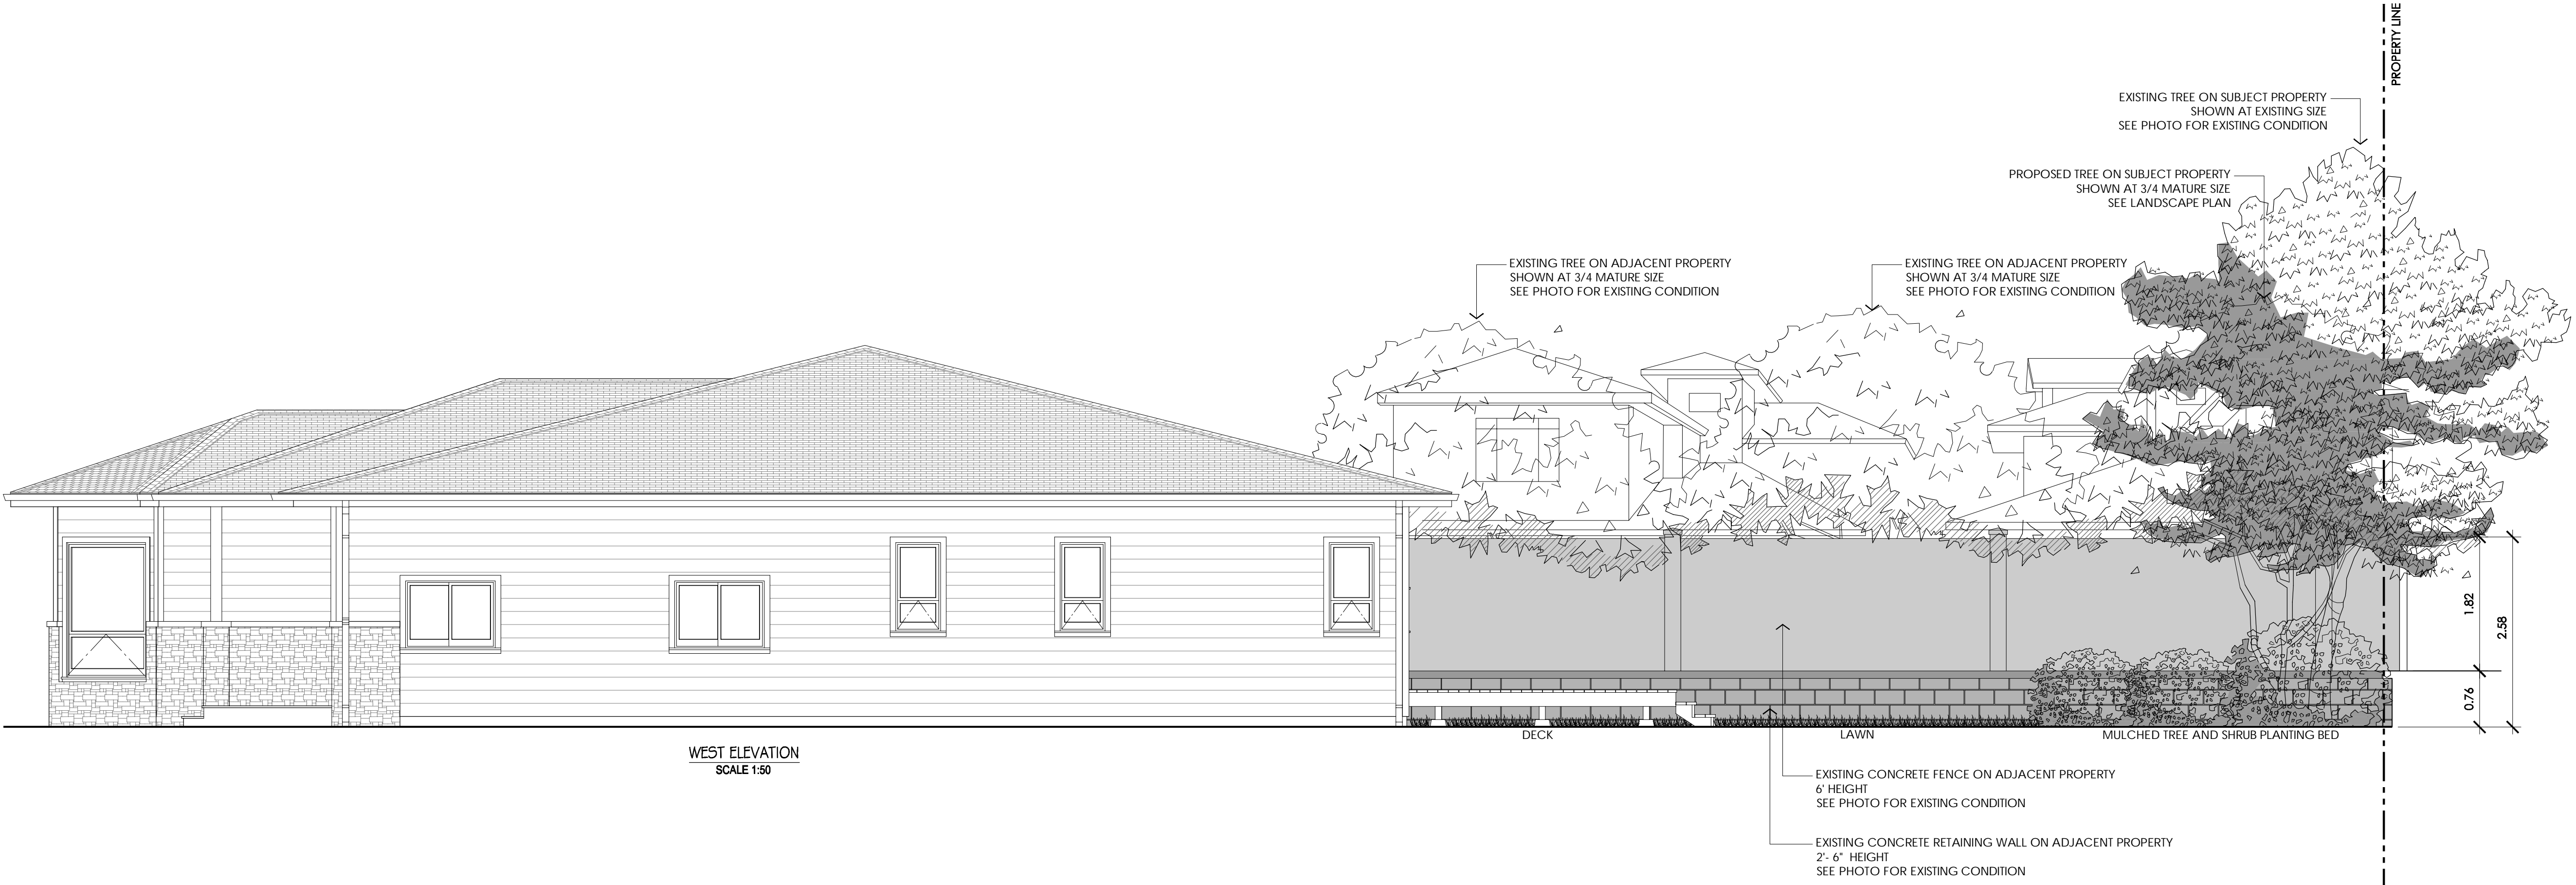 PROPERTY LINE
EXISTING TREE ON SUBJECT PROPERTY
SHOWN AT EXISTING SIZE
SEE PHOTO FOR EXISTING CONDITION
PROPOSED TREE ON SUBJECT PROPERTY
SHOWN AT 3/4 MATURE SIZE
SEE LANDSCAPE PLAN
EXISTING TREE ON ADJACENT PROPERTY
SHOWN AT 3/4 MATURE SIZE
SEE PHOTO FOR EXISTING CONDITION
EXISTING TREE ON ADJACENT PROPERTY
SHOWN AT 3/4 MATURE SIZE
SEE PHOTO FOR EXISTING CONDITION
1.82
2.58
0.76
DECK
LAWN
MULCHED TREE AND SHRUB PLANTING BED
WEST ELEVATION
SCALE 1:50
EXISTING CONCRETE FENCE ON ADJACENT PROPERTY
6' HEIGHT
SEE PHOTO FOR EXISTING CONDITION
EXISTING CONCRETE RETAINING WALL ON ADJACENT PROPERTY
2'- 6" HEIGHT
SEE PHOTO FOR EXISTING CONDITION